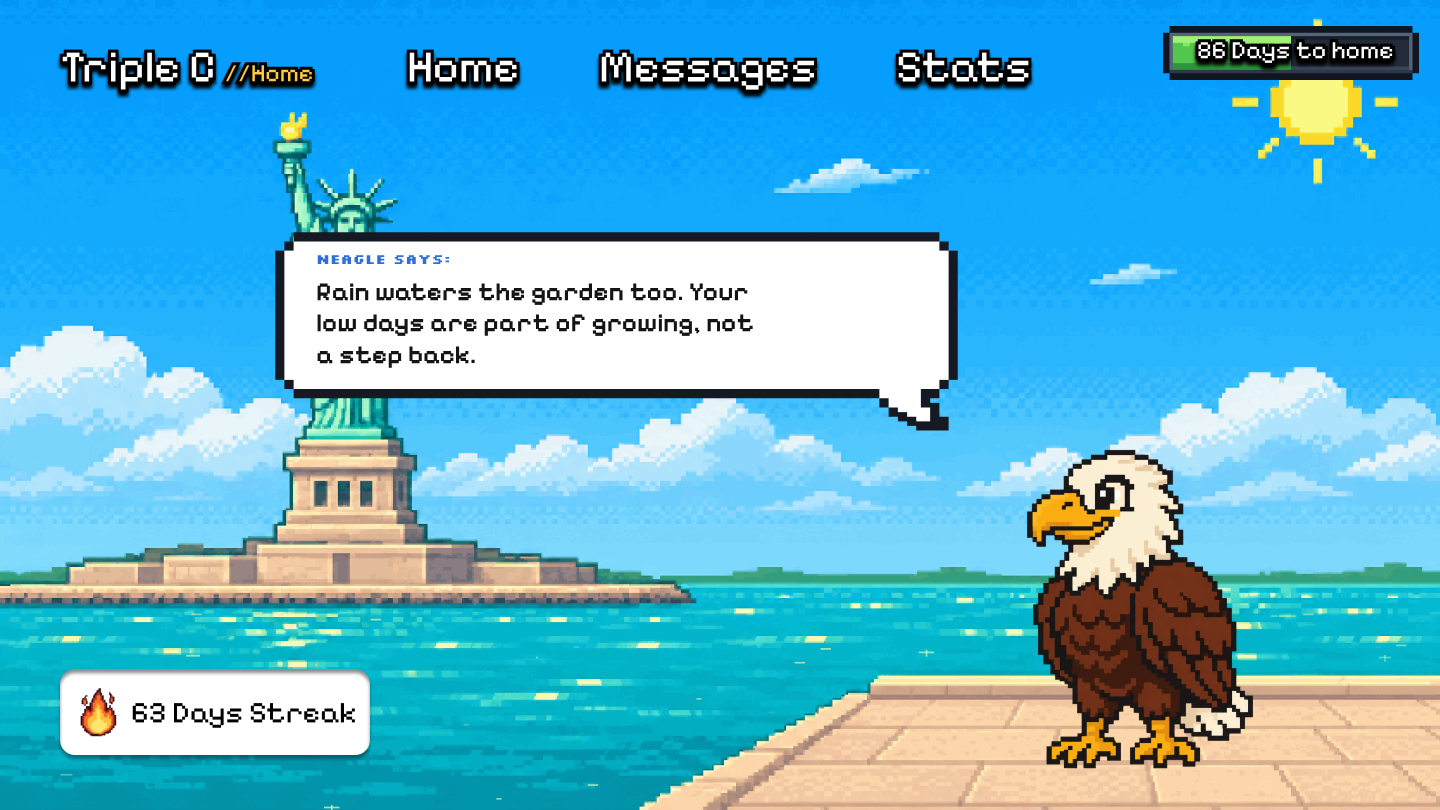 Triple C //Home
Home
Messages
Stats
86 Days to home
NEAGLE SAYS:
Rain waters the garden too. Your
low days are part of growing, not
a step back.
63 Days Streak